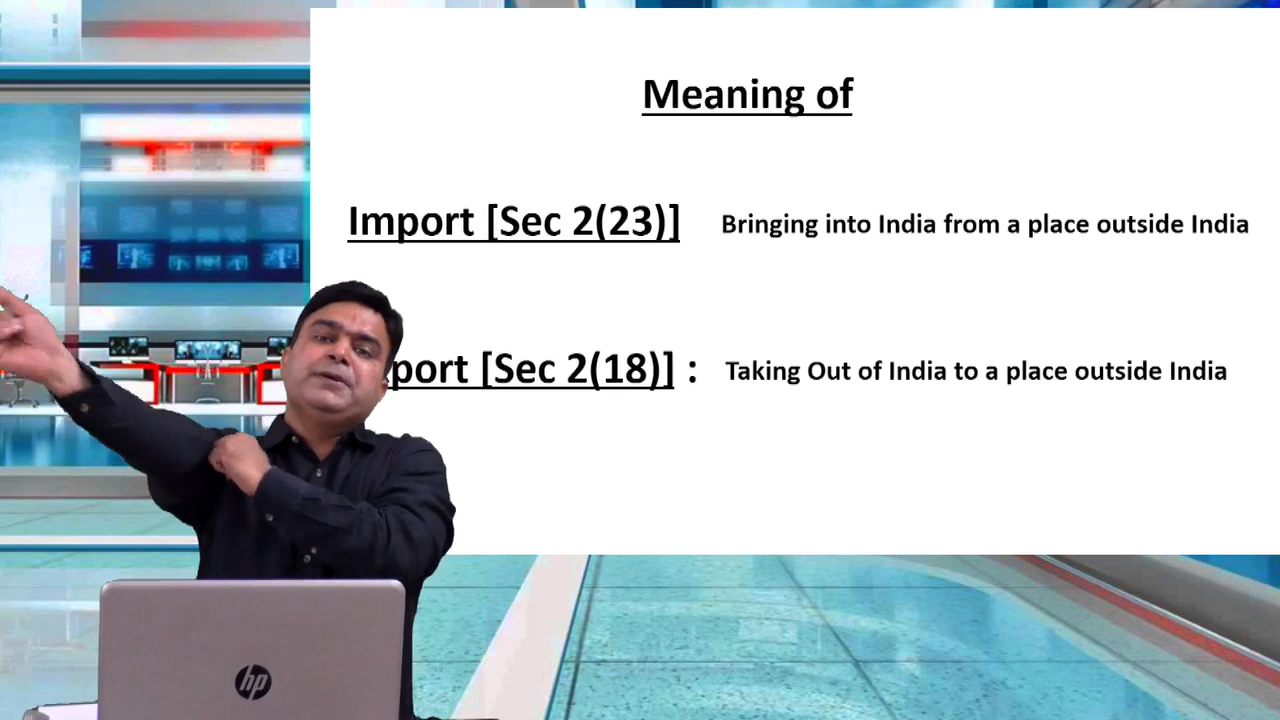 Meaning of
Import [Sec 2(23)] Bringing into India from a place outside India
port [Sec 2(18)] : Taking Out of India to a place outside India
hp